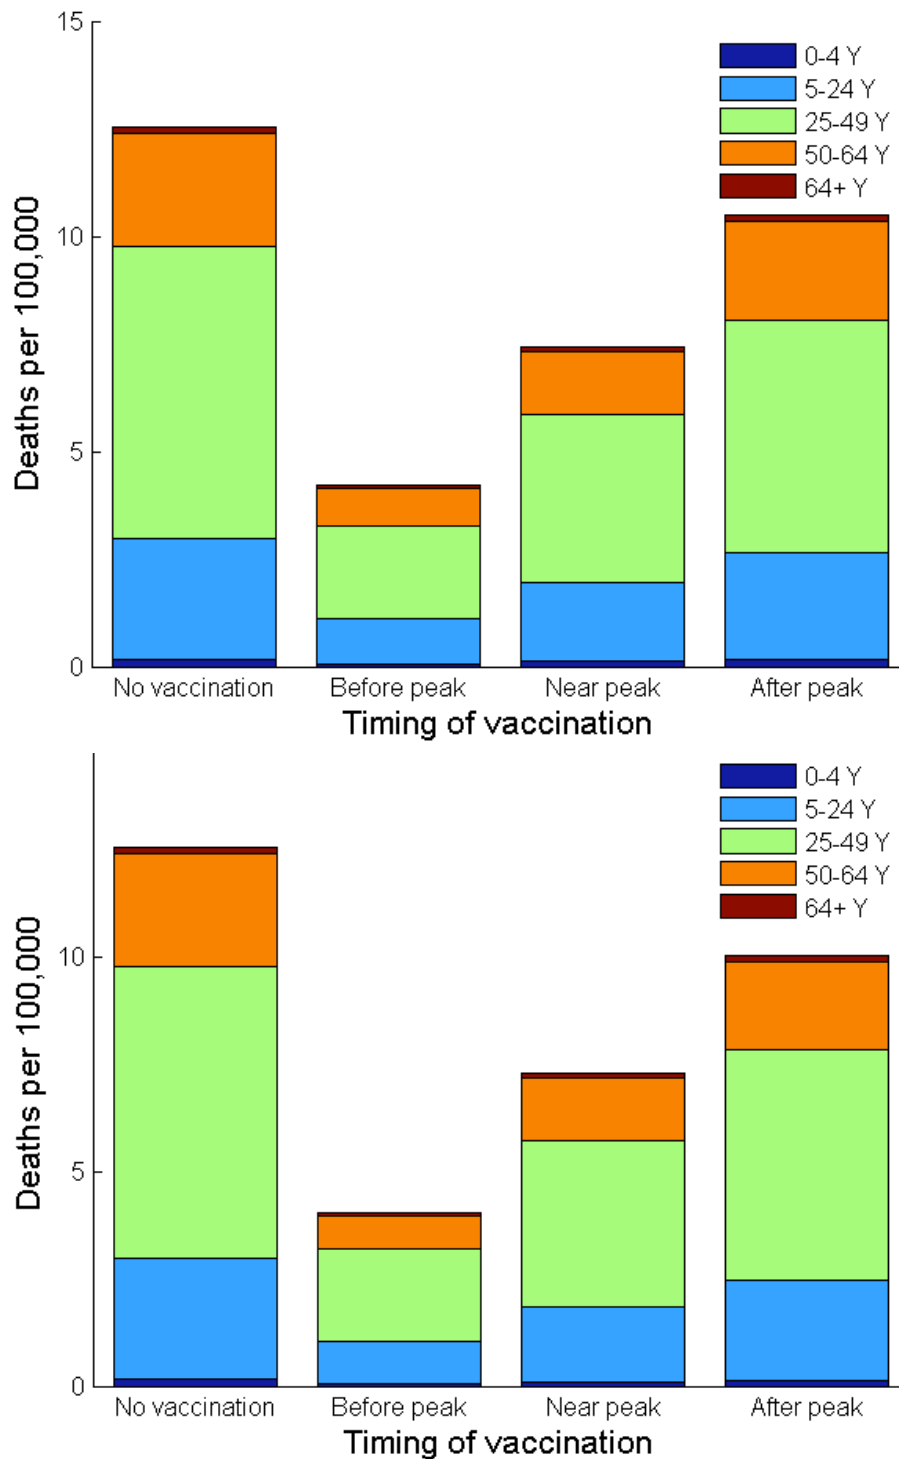 15
10
5
0
Deaths per 100,000
0-4 Y
5-24 Y
25-49 Y
50-64 Y
64+ Y
No vaccination
Before peak
Near peak
After peak
Timing of vaccination
10
5
0
Deaths per 100,000
0-4 Y
5-24 Y
25-49 Y
50-64 Y
64+ Y
No vaccination
Before peak
Near peak
After peak
Timing of vaccination